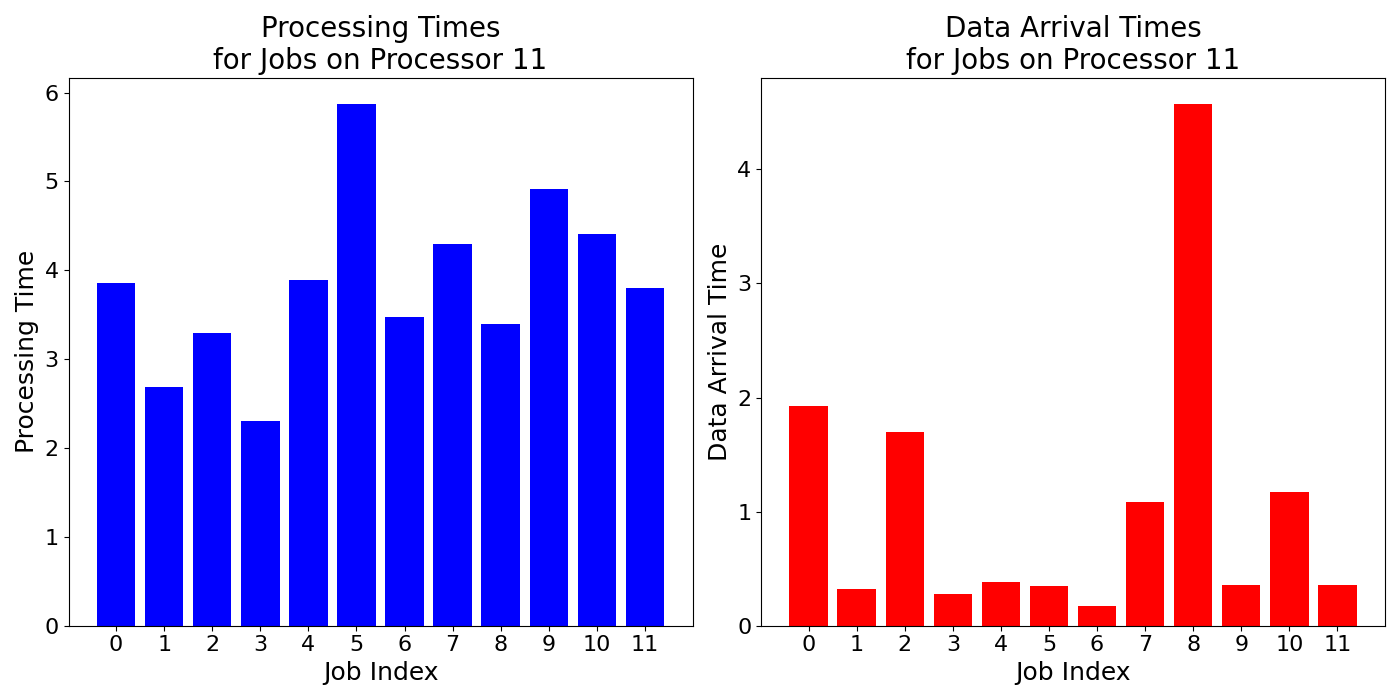 Processing Times
for Jobs on Processor 11
6
5
4
3
2
1
0
Processing Time
0 1 2 3 4 5 6 7 8 9 10 11
Job Index
Data Arrival Times
for Jobs on Processor 11
4
3
2
1
0
Data Arrival Time
0 1 2 3 4 5 6 7 8 9 10 11
Job Index